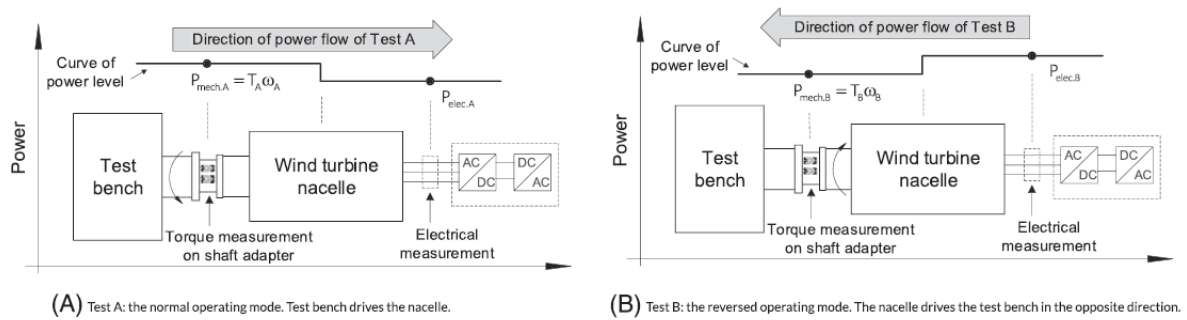 Direction of power flow of Test A
Curve of
power level
P_mech.A = T_A ω_A
P_elec.A
Power
Test
bench
Wind turbine
nacelle
AC
DC
DC
AC
Torque measurement
on shaft adapter
Electrical
measurement
(A) Test A: the normal operating mode. Test bench drives the nacelle.
Direction of power flow of Test B
Curve of
power level
P_mech.B = T_B ω_B
P_elec.B
Power
Test
bench
Wind turbine
nacelle
AC
DC
DC
AC
Torque measurement
on shaft adapter
Electrical
measurement
(B) Test B: the reversed operating mode. The nacelle drives the test bench in the opposite direction.